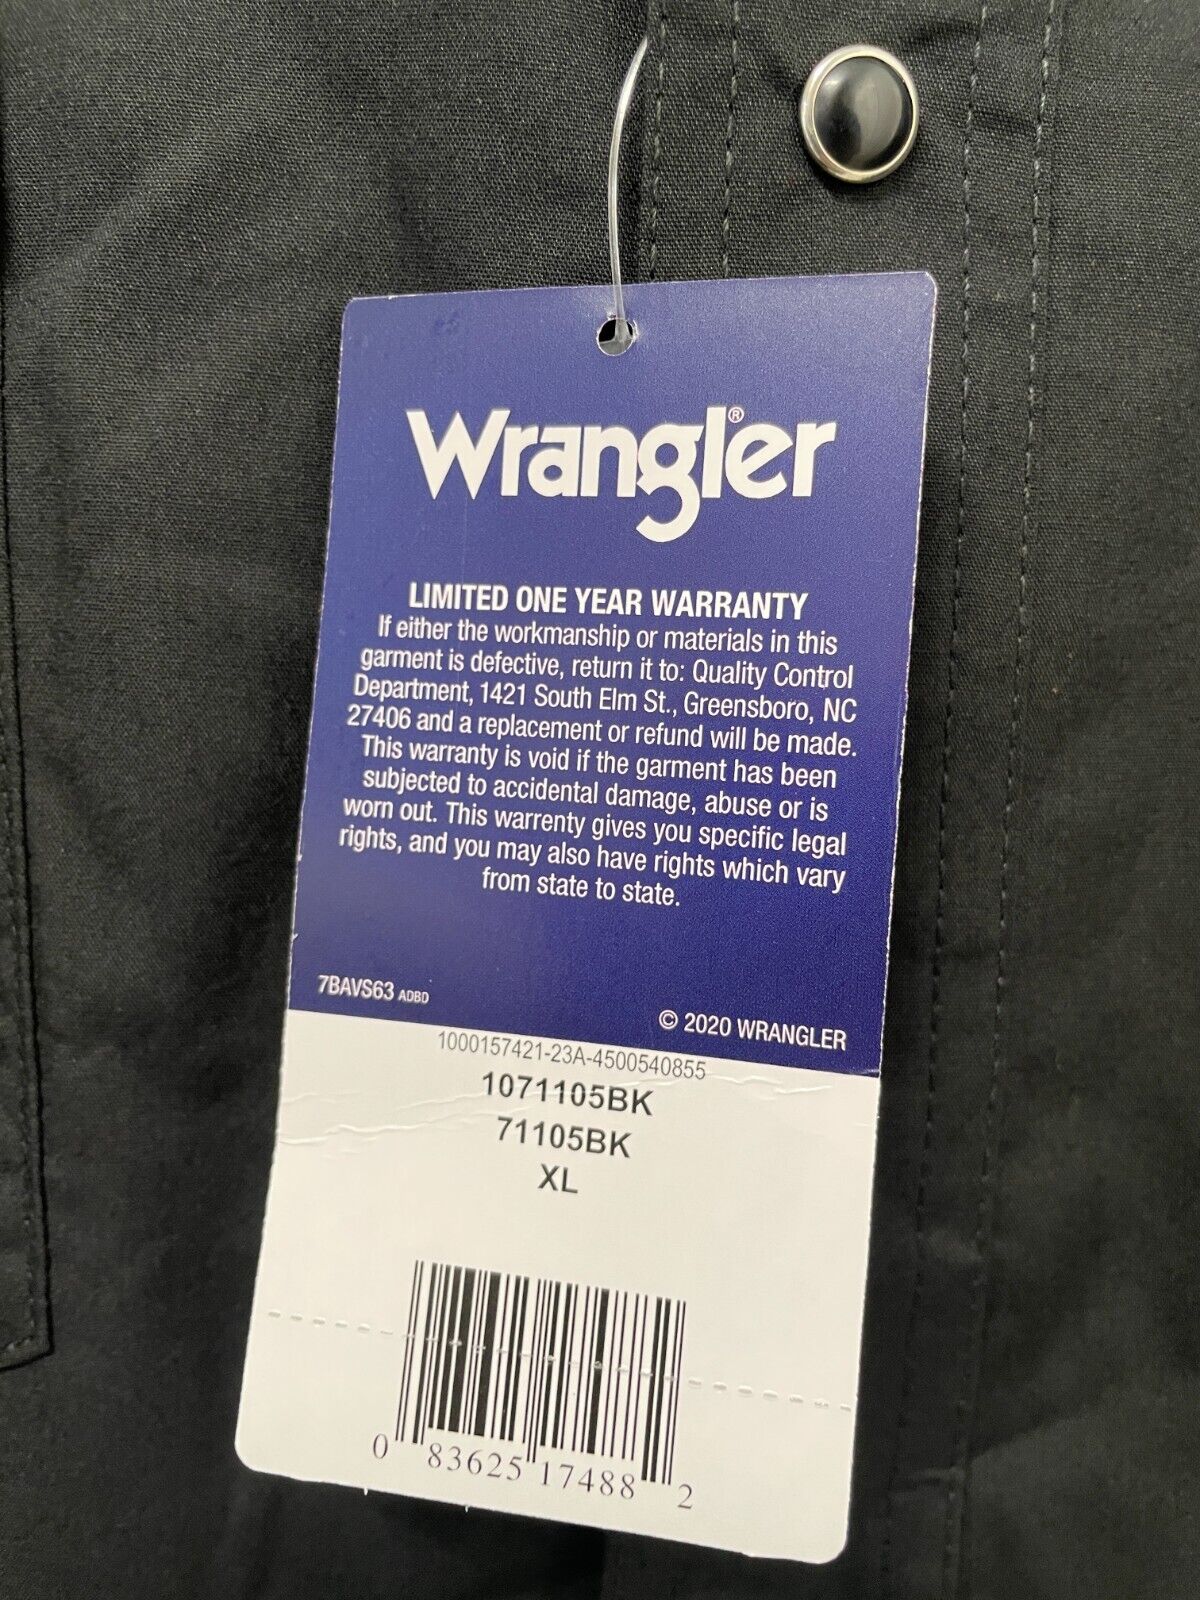 Wrangler®
LIMITED ONE YEAR WARRANTY
If either the workmanship or materials in this
garment is defective, return it to: Quality Control
Department, 1421 South Elm St., Greensboro, NC
27406 and a replacement or refund will be made.
This warranty is void if the garment has been
subjected to accidental damage, abuse or is
worn out. This warrenty gives you specific legal
rights, and you may also have rights which vary
from state to state.
7BAVS63 ADBD
© 2020 WRANGLER
1000157421-23A-4500540855
1071105BK
71105BK
XL
0 83625 17488 2